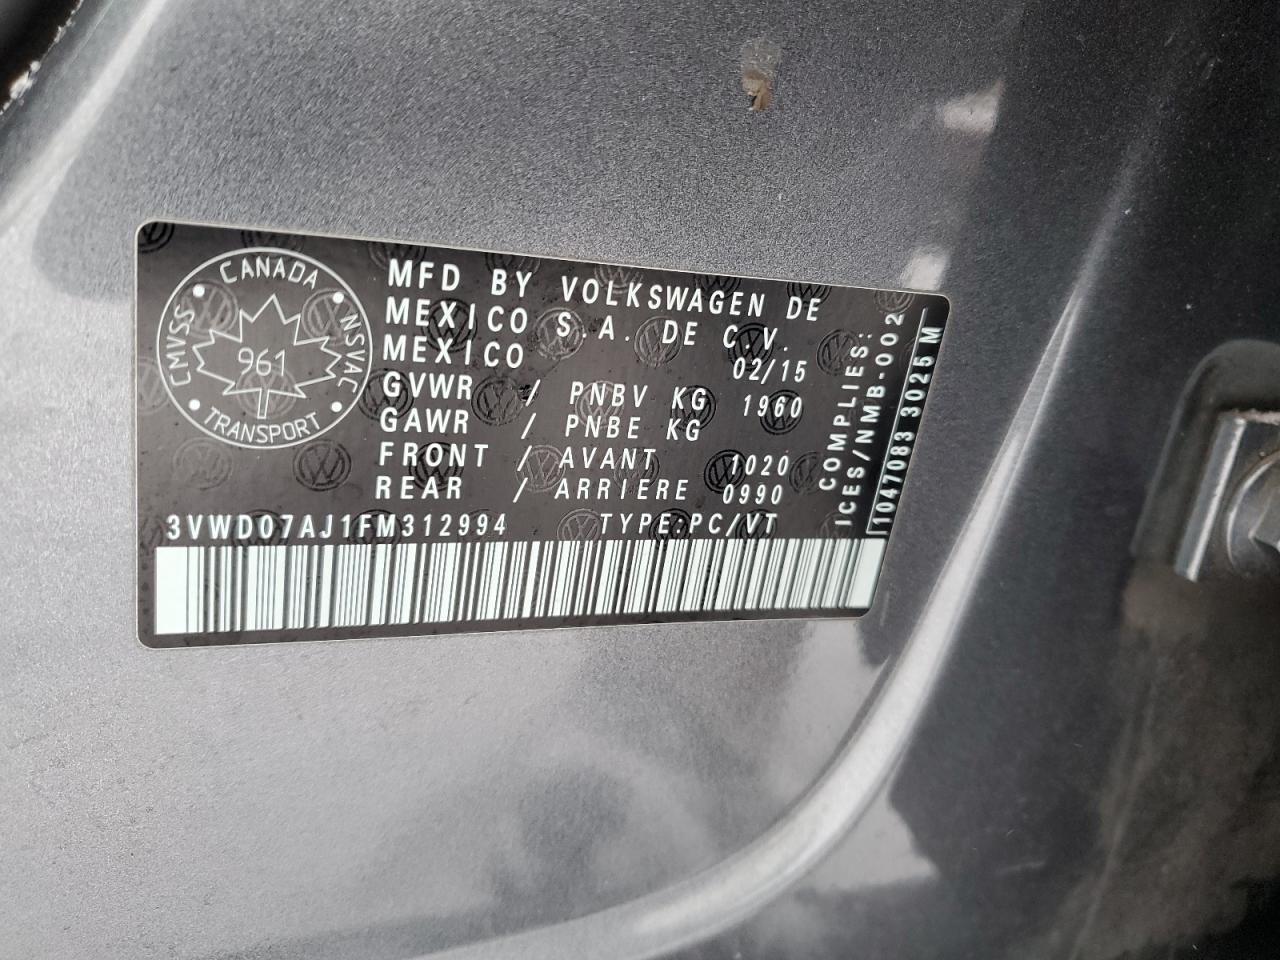 CANADA
CMVSS
NSVAC
961
TRANSPORT
MFD BY VOLKSWAGEN DE
MEXICO S.A. DE C.V.
MEXICO 02/15
GVWR / PNBV KG 1960
GAWR / PNBE KG
FRONT / AVANT 1020
REAR / ARRIERE 0990
3VWD07AJ1FM312994 TYPE:PC/VT
COMPLIES:
ICES/NMB-002
1047083 3025 M